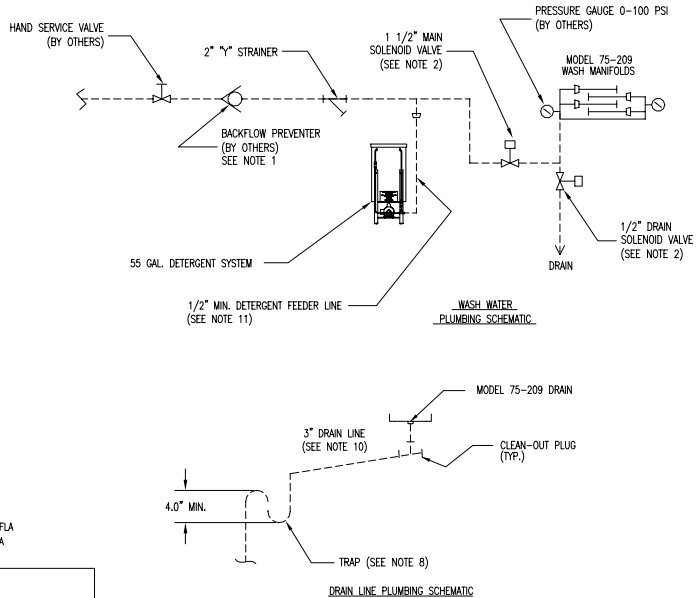 HAND SERVICE VALVE
(BY OTHERS)
2" "Y" STRAINER
1 1/2" MAIN
SOLENOID VALVE
(SEE NOTE 2)
PRESSURE GAUGE 0-100 PSI
(BY OTHERS)
MODEL 75-209
WASH MANIFOLDS
BACKFLOW PREVENTER
(BY OTHERS)
SEE NOTE 1
55 GAL. DETERGENT SYSTEM
1/2" MIN. DETERGENT FEEDER LINE
(SEE NOTE 11)
1/2" DRAIN
SOLENOID VALVE
(SEE NOTE 2)
DRAIN
WASH WATER
PLUMBING SCHEMATIC
MODEL 75-209 DRAIN
3" DRAIN LINE
(SEE NOTE 10)
CLEAN-OUT PLUG
(TYP.)
4.0" MIN.
FLA
A
TRAP (SEE NOTE 8)
DRAIN LINE PLUMBING SCHEMATIC